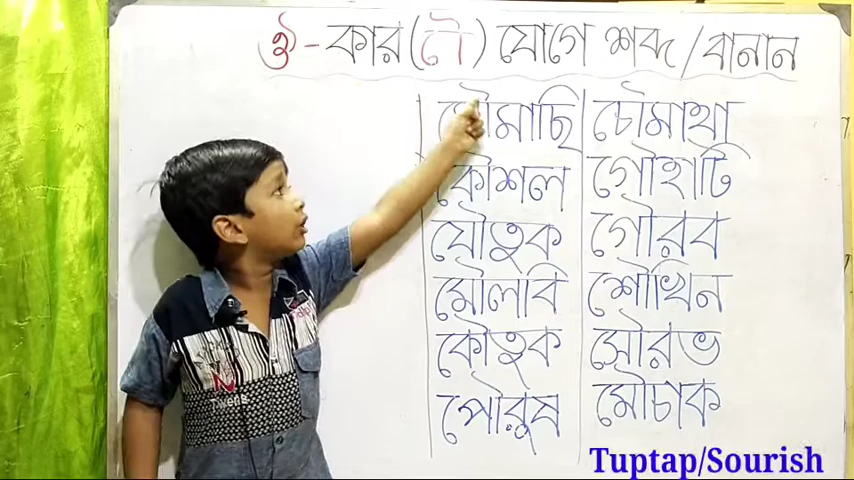 ঔ-কার(ৌ) যোগে শব্দ/বানান
মৌমাছি চৌমাথা
কৌশল গৌহাটি
যৌতুক গৌরব
মৌলবি শৌখিন
কৌতুক সৌরভ
পৌরুষ মৌচাক
Tuptap/Sourish